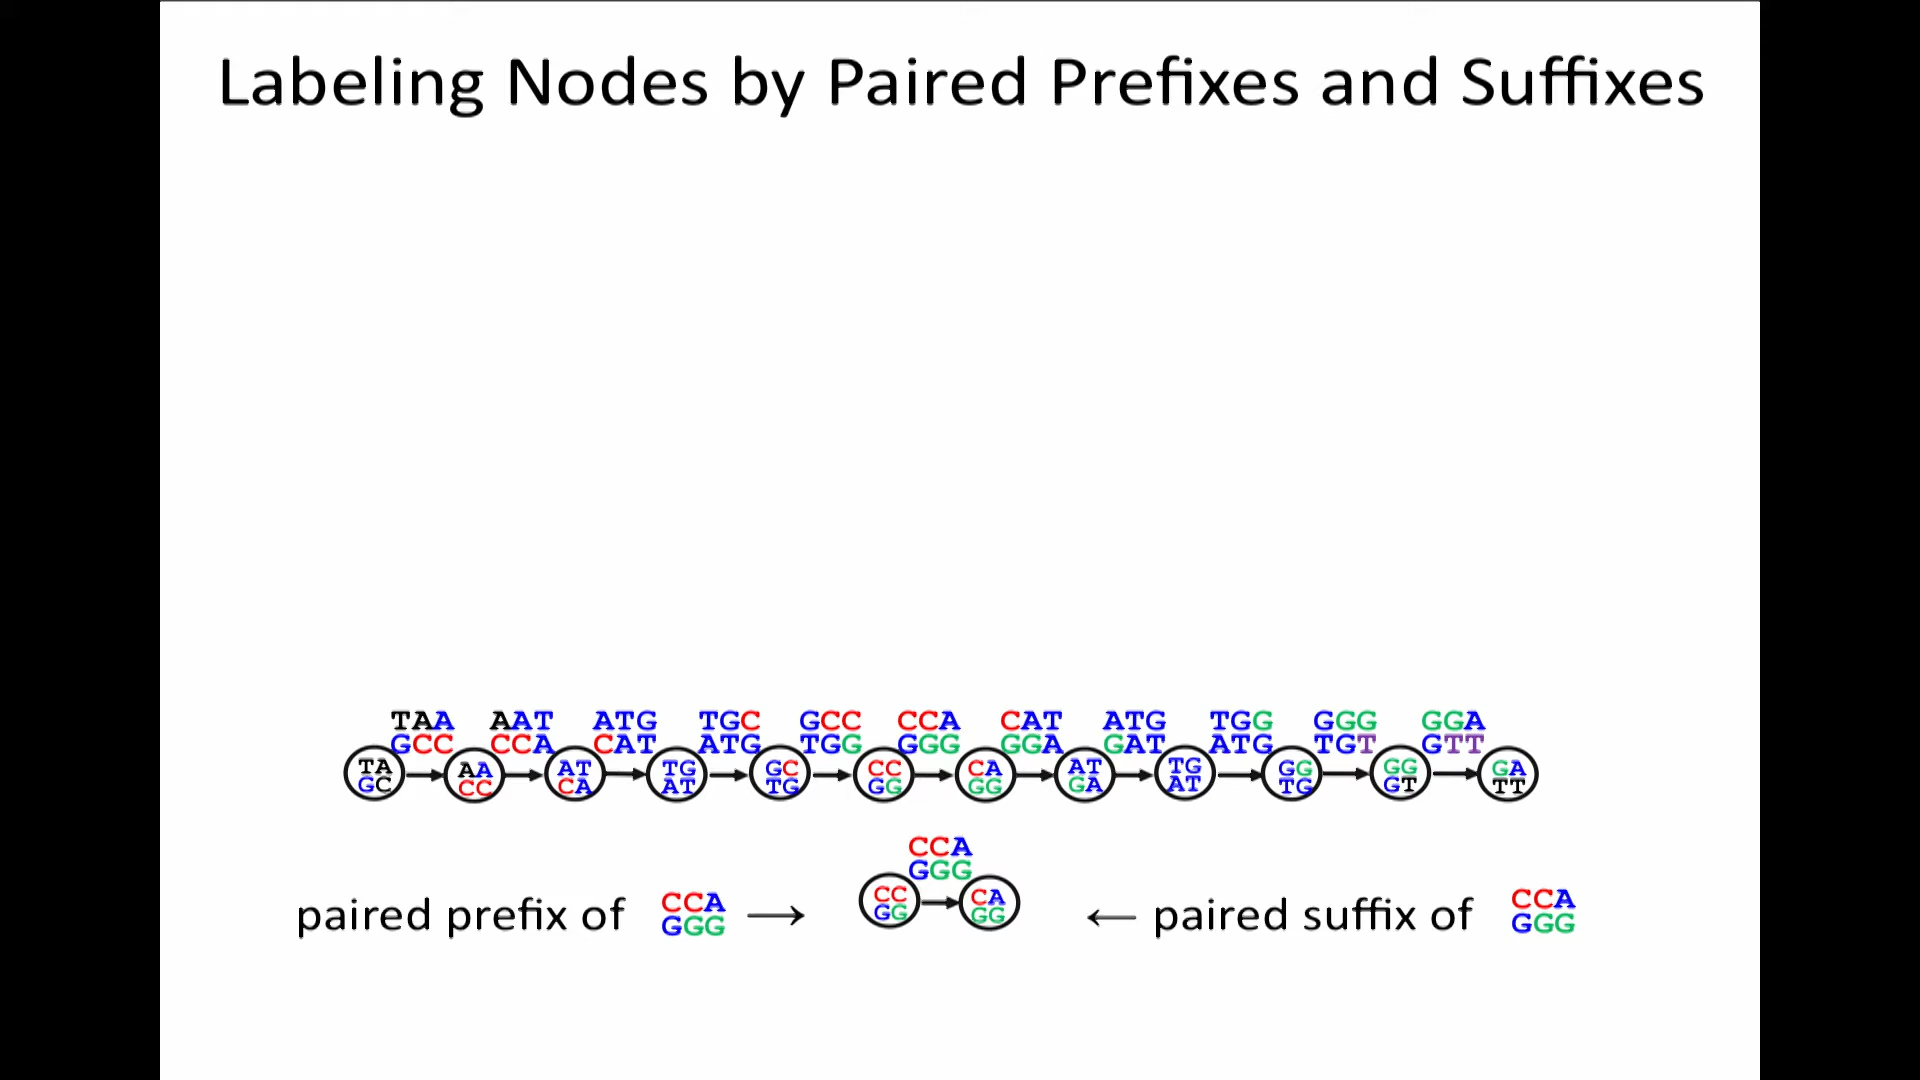 Labeling Nodes by Paired Prefixes and Suffixes
TAA AAT ATG TGC GCC CCA CAT ATG TGG GGG GGA
GCC CCA CAT ATG TGG GGG GGA GAT ATG TGT GTT
TA AA AT TG GC CC CA AT TG GG GG GA
GC CC CA AT TG GG GG GA AT TG GT TT
CCA
GGG
paired prefix of CCA → CC CA ← paired suffix of CCA
GGG GG GG GGG